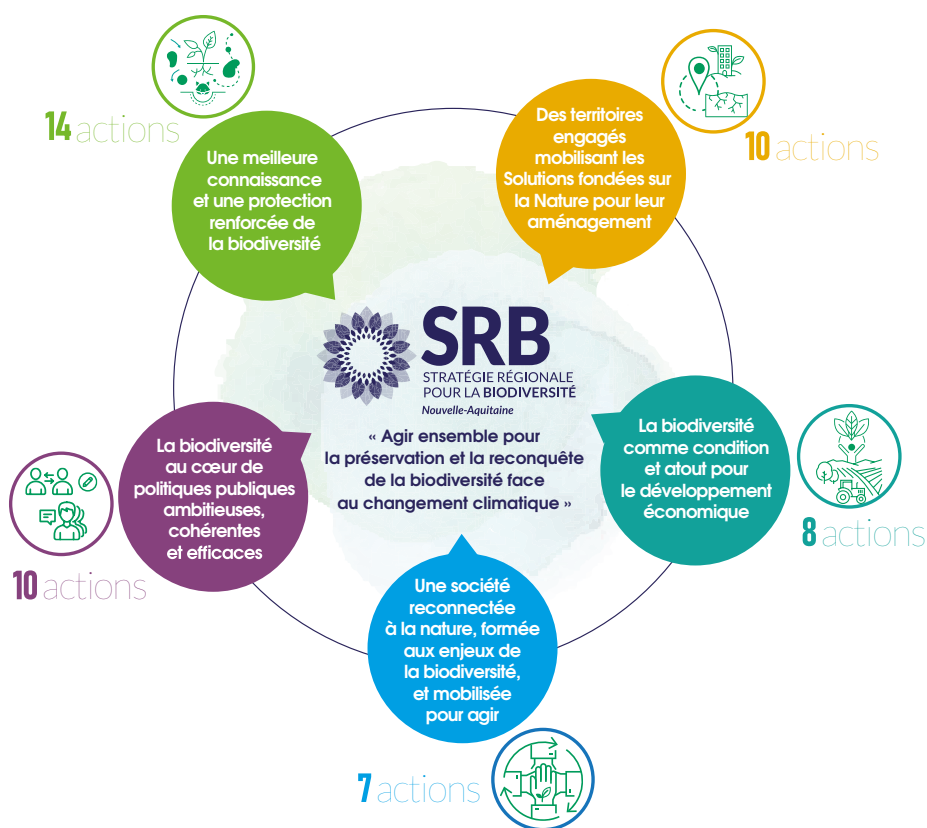 14 actions
Une meilleure
connaissance
et une protection
renforcée de
la biodiversité
Des territoires
engagés
mobilisant les
Solutions fondées sur
la Nature pour leur
aménagement
10 actions
SRB
STRATÉGIE RÉGIONALE
POUR LA BIODIVERSITÉ
Nouvelle-Aquitaine
« Agir ensemble pour
la préservation et la reconquête
de la biodiversité face
au changement climatique »
La biodiversité
comme condition
et atout pour
le développement
économique
8 actions
Une société
reconnectée
à la nature, formée
aux enjeux de
la biodiversité,
et mobilisée
pour agir
7 actions
La biodiversité
au cœur de
politiques publiques
ambitieuses,
cohérentes
et efficaces
10 actions